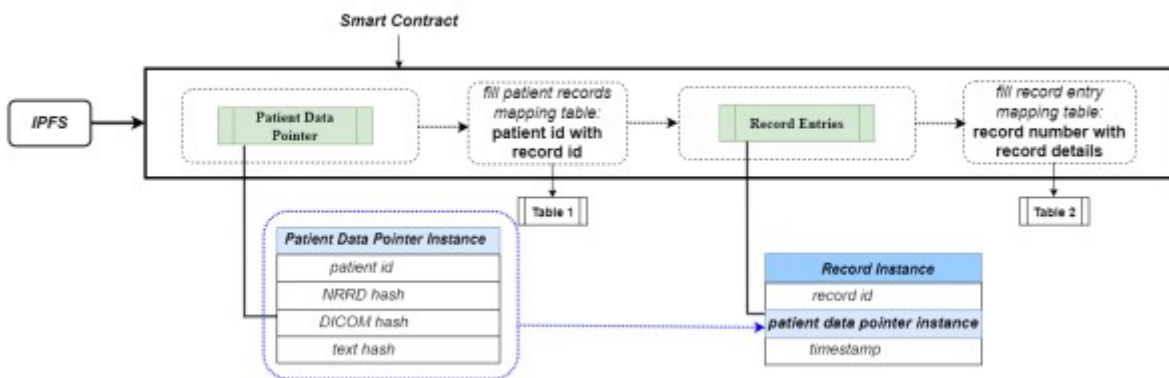 Smart Contract
IPFS
Patient Data
Pointer
fill patient records
mapping table:
patient id with
record id
Record Entries
fill record entry
mapping table:
record number with
record details
Table 1
Table 2
Patient Data Pointer Instance
patient id
NRRD hash
DICOM hash
text hash
Record Instance
record id
patient data pointer instance
timestamp